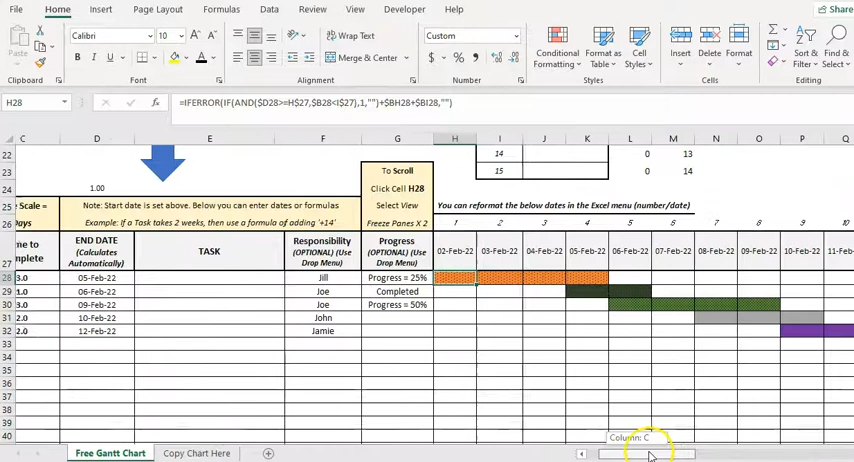 File Home Insert Page Layout Formulas Data Review View Developer Help Share
Paste Calibri 10 A A Wrap Text Custom Conditional Formatting Format as Table Cell Styles Insert Delete Format Sort & Filter Find & Select
B I U A Merge & Center $ % ,
Clipboard Font Alignment Number Styles Cells Editing
H28 fx =IFERROR(IF(AND($D28>=H$27,$B28<I$27),1,"")+$BH28+$BI28,"")
C D E F G H I J K L M N O P Q
22 14 0 13
23 To Scroll 15 0 14
24 1.00 Click Cell H28
25 Scale = Note: Start date is set above. Below you can enter dates or formulas Select View You can reformat the below dates in the Excel menu (number/date)
26 Days Example: If a Task takes 2 weeks, then use a formula of adding '+14' Freeze Panes X 2 1 2 3 4 5 6 7 8 9 10
27 me to mplete END DATE (Calculates Automatically) TASK Responsibility (OPTIONAL) (Use Drop Menu) Progress (OPTIONAL) (Use Drop Menu) 02-Feb-22 03-Feb-22 04-Feb-22 05-Feb-22 06-Feb-22 07-Feb-22 08-Feb-22 09-Feb-22 10-Feb-22 11-Feb
28 3.0 05-Feb-22 Jill Progress = 25%
29 1.0 06-Feb-22 Joe Completed
30 3.0 09-Feb-22 Joe Progress = 50%
31 2.0 10-Feb-22 John
32 2.0 12-Feb-22 Jamie
33
34
35
36
37
38
39
40 Column: C
Free Gantt Chart Copy Chart Here